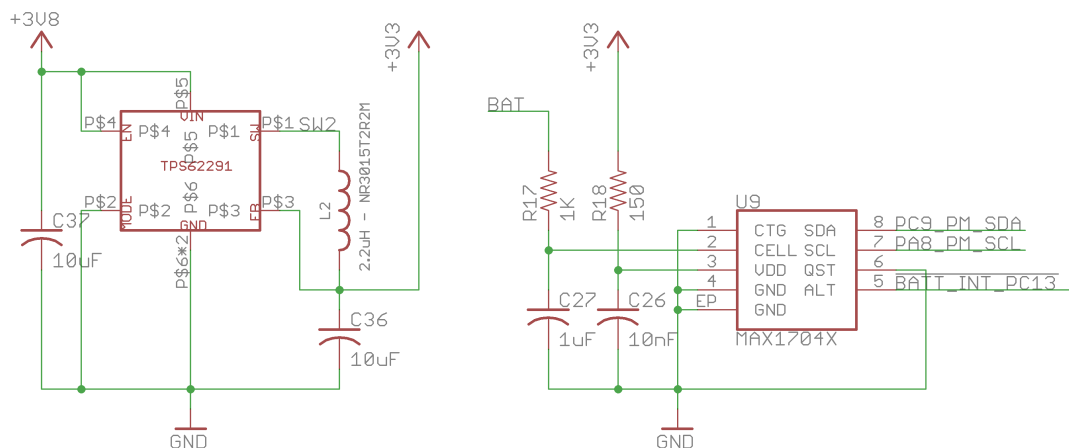 +3V8
P$5
VIN
P$4
EN
P$4
P$1
SW
P$1
SW2
P$5
TPS62291
P$2
MODE
P$2
P$6
P$3
FB
P$3
GND
P$6*2
C37
10uF
L2
2.2uH - NR3015T2R2M
+3V3
C36
10uF
GND
BAT
+3V3
R17
1K
R18
150
C27
1uF
C26
10nF
U9
1 CTG SDA 8 PC9_PM_SDA
2 CELL SCL 7 PA8_PM_SCL
3 VDD QST 6
4 GND ALT 5 BATT_INT_PC13
EP GND
MAX1704X
GND